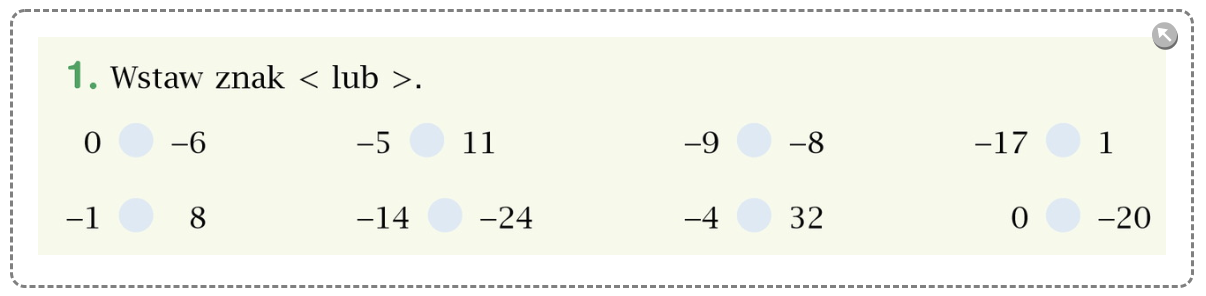 1. Wstaw znak < lub >.
0 –6 –5 11 –9 –8 –17 1
–1 8 –14 –24 –4 32 0 –20